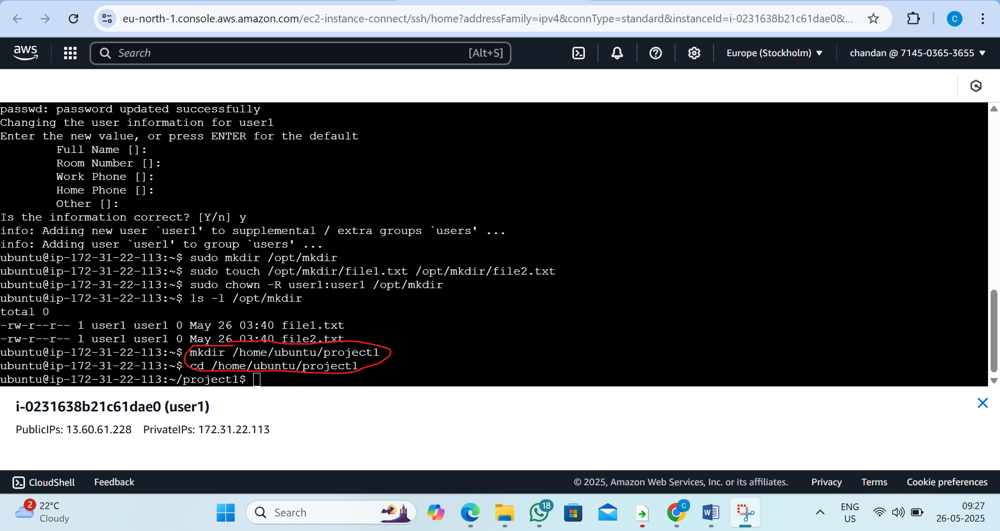 eu-north-1.console.aws.amazon.com/ec2-instance-connect/ssh/home?addressFamily=ipv4&connType=standard&instanceId=i-0231638b21c61dae0&...
C
aws
Search
[Alt+S]
Europe (Stockholm)
chandan @ 7145-0365-3655
passwd: password updated successfully
Changing the user information for user1
Enter the new value, or press ENTER for the default
Full Name []:
Room Number []:
Work Phone []:
Home Phone []:
Other []:
Is the information correct? [Y/n] y
info: Adding new user `user1' to supplemental / extra groups `users' ...
info: Adding user `user1' to group `users' ...
ubuntu@ip-172-31-22-113:~$ sudo mkdir /opt/mkdir
ubuntu@ip-172-31-22-113:~$ sudo touch /opt/mkdir/file1.txt /opt/mkdir/file2.txt
ubuntu@ip-172-31-22-113:~$ sudo chown -R user1:user1 /opt/mkdir
ubuntu@ip-172-31-22-113:~$ ls -l /opt/mkdir
total 0
-rw-r--r-- 1 user1 user1 0 May 26 03:40 file1.txt
-rw-r--r-- 1 user1 user1 0 May 26 03:40 file2.txt
ubuntu@ip-172-31-22-113:~$ mkdir /home/ubuntu/project1
ubuntu@ip-172-31-22-113:~$ cd /home/ubuntu/project1
ubuntu@ip-172-31-22-113:~/project1$
i-0231638b21c61dae0 (user1)
PublicIPs: 13.60.61.228 PrivateIPs: 172.31.22.113
CloudShell
Feedback
© 2025, Amazon Web Services, Inc. or its affiliates.
Privacy
Terms
Cookie preferences
2
22°C
Cloudy
Search
18
C
W
ENG
US
09:27
26-05-2025